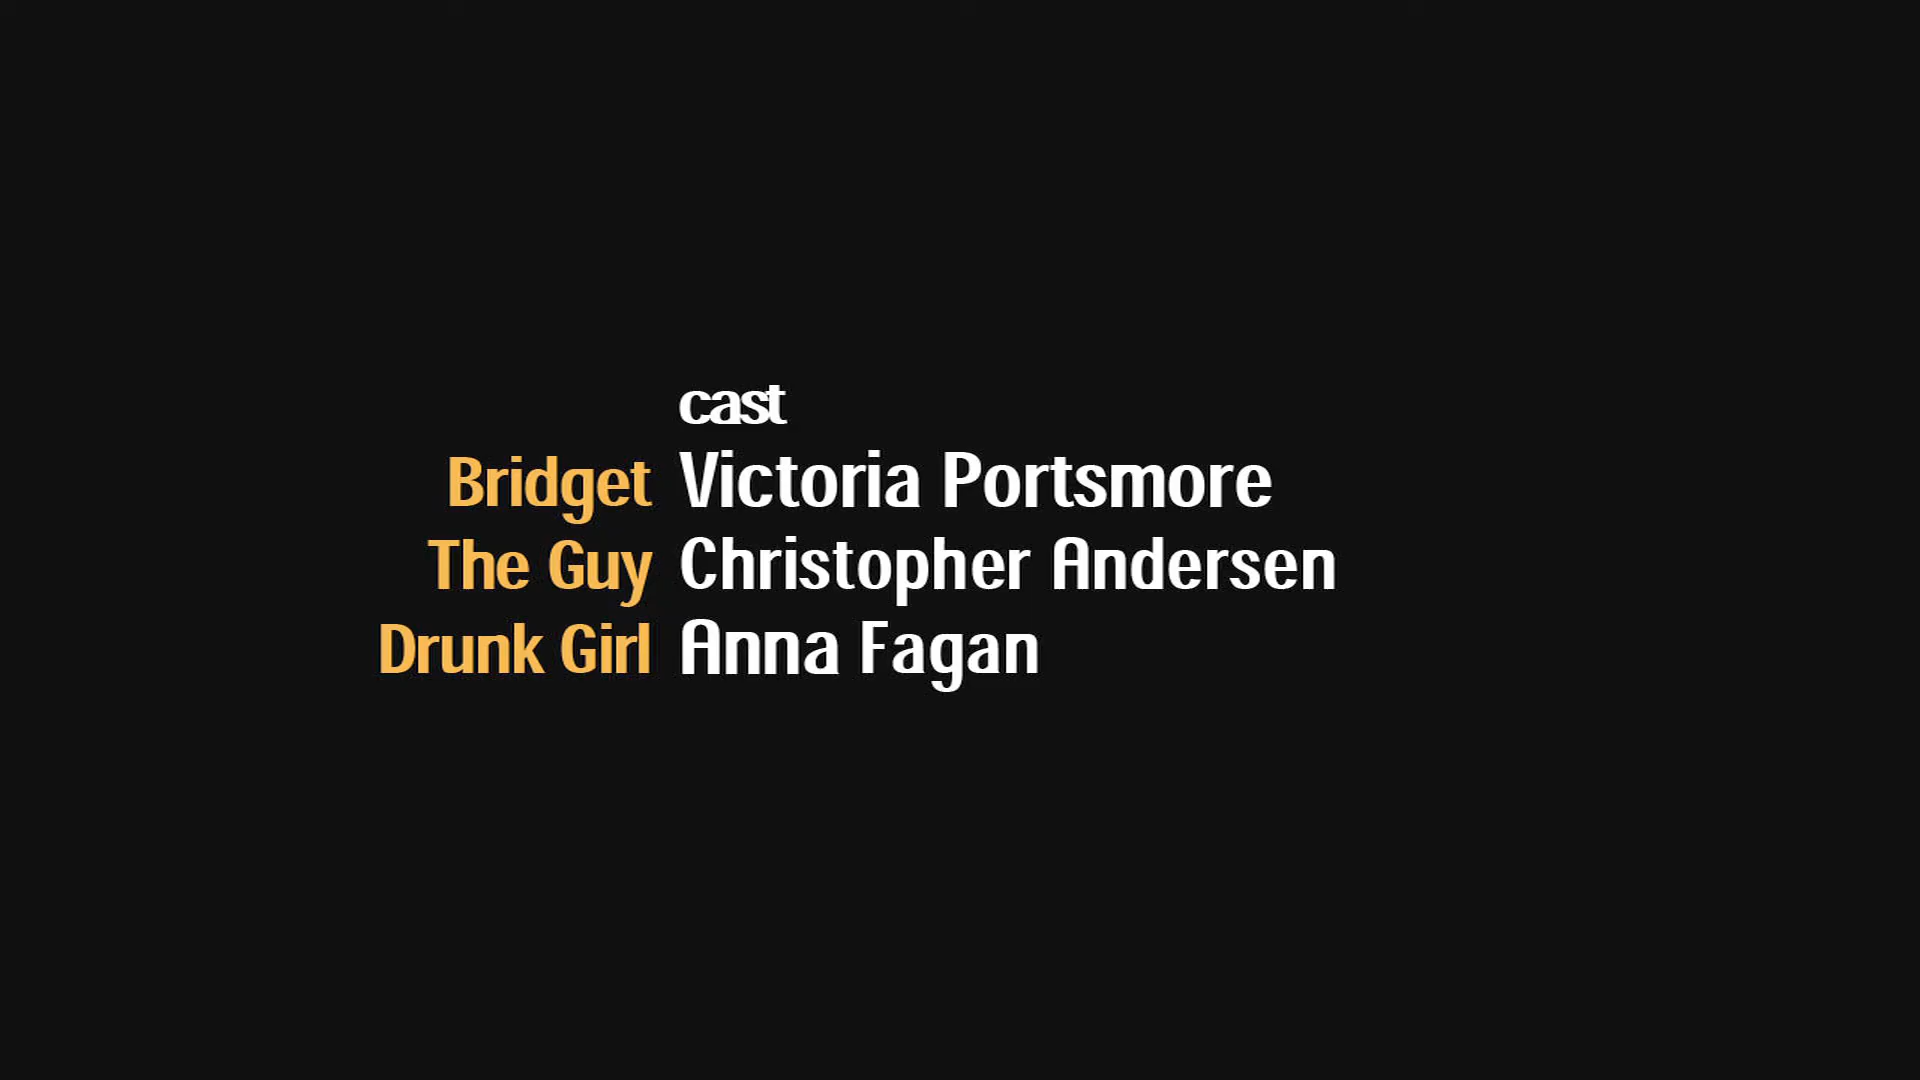 cast
Bridget Victoria Portsmore
The Guy Christopher Andersen
Drunk Girl Anna Fagan